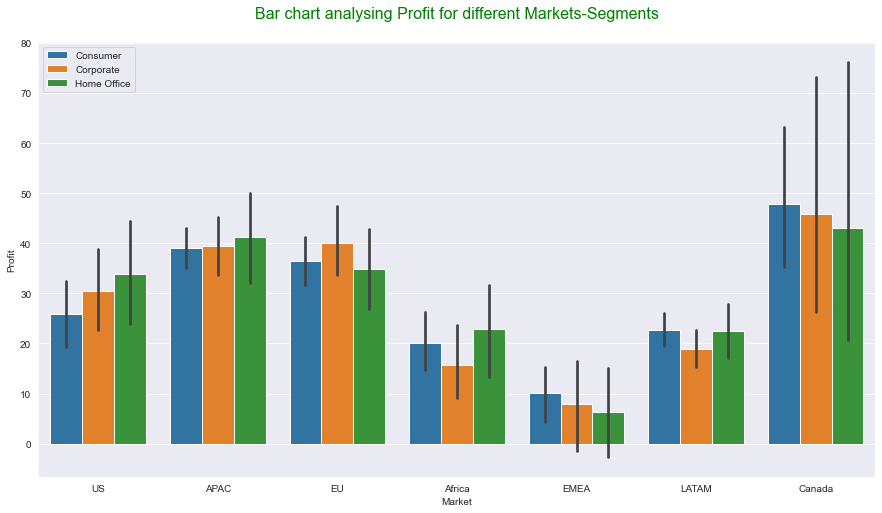 Bar chart analysing Profit for different Markets-Segments
Consumer
Corporate
Home Office
80
70
60
50
40
30
20
10
0
Profit
US APAC EU Africa EMEA LATAM Canada
Market